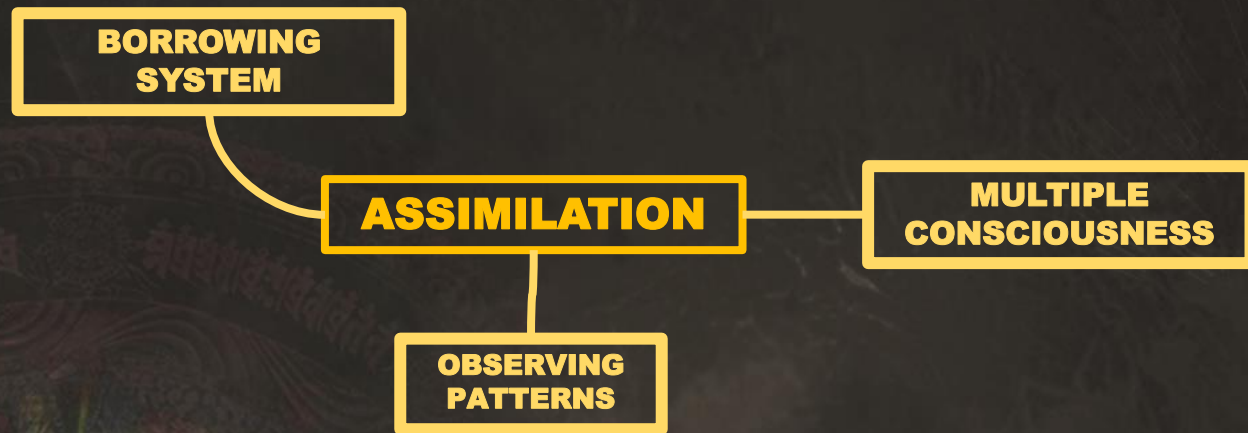 BORROWING
SYSTEM
ASSIMILATION
MULTIPLE
CONSCIOUSNESS
OBSERVING
PATTERNS